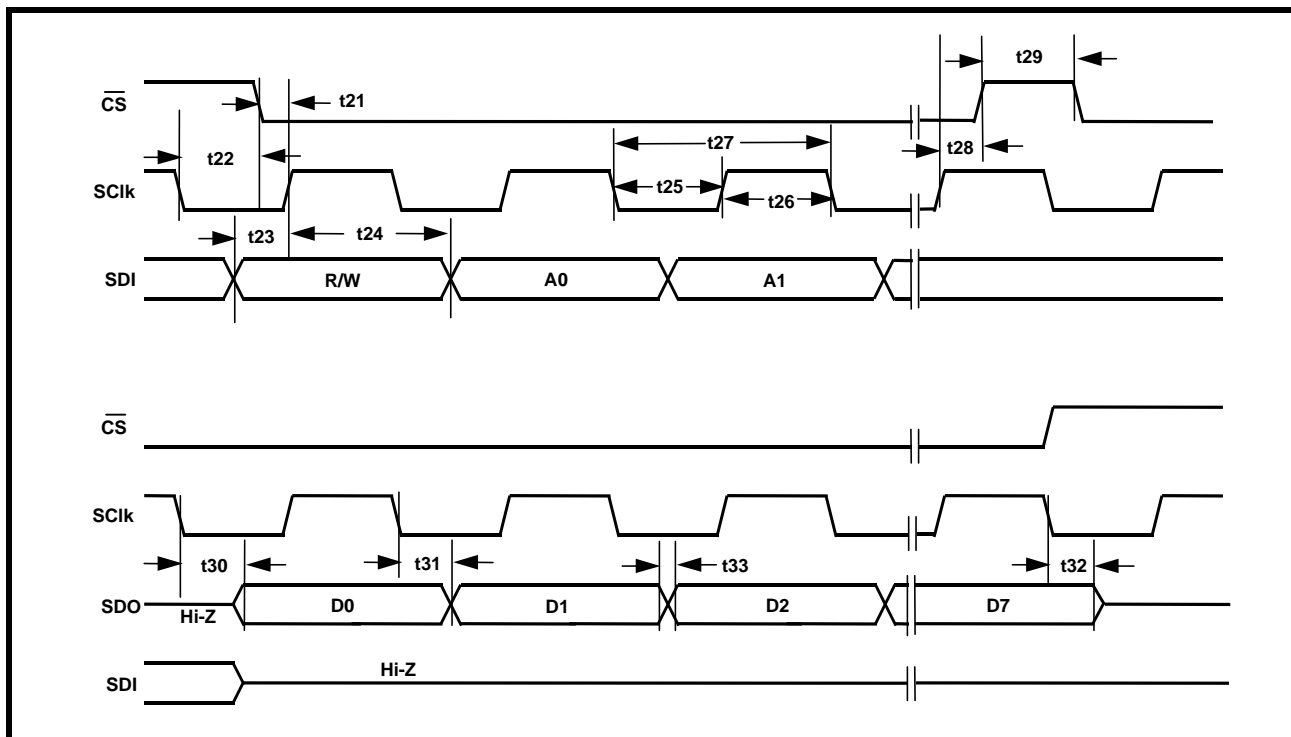 CS
t21
t29
t22
t27
t28
SClk
t25
t26
t23
t24
SDI
R/W
A0
A1
CS
SClk
t30
t31
t33
t32
SDO
Hi-Z
D0
D1
D2
D7
SDI
Hi-Z